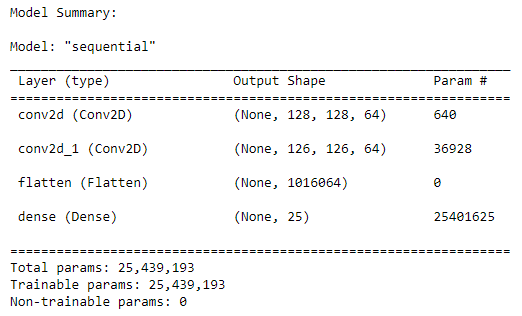 Model Summary:
Model: "sequential"
_________________________________________________________________
Layer (type) Output Shape Param #
=================================================================
conv2d (Conv2D) (None, 128, 128, 64) 640
conv2d_1 (Conv2D) (None, 126, 126, 64) 36928
flatten (Flatten) (None, 1016064) 0
dense (Dense) (None, 25) 25401625
=================================================================
Total params: 25,439,193
Trainable params: 25,439,193
Non-trainable params: 0